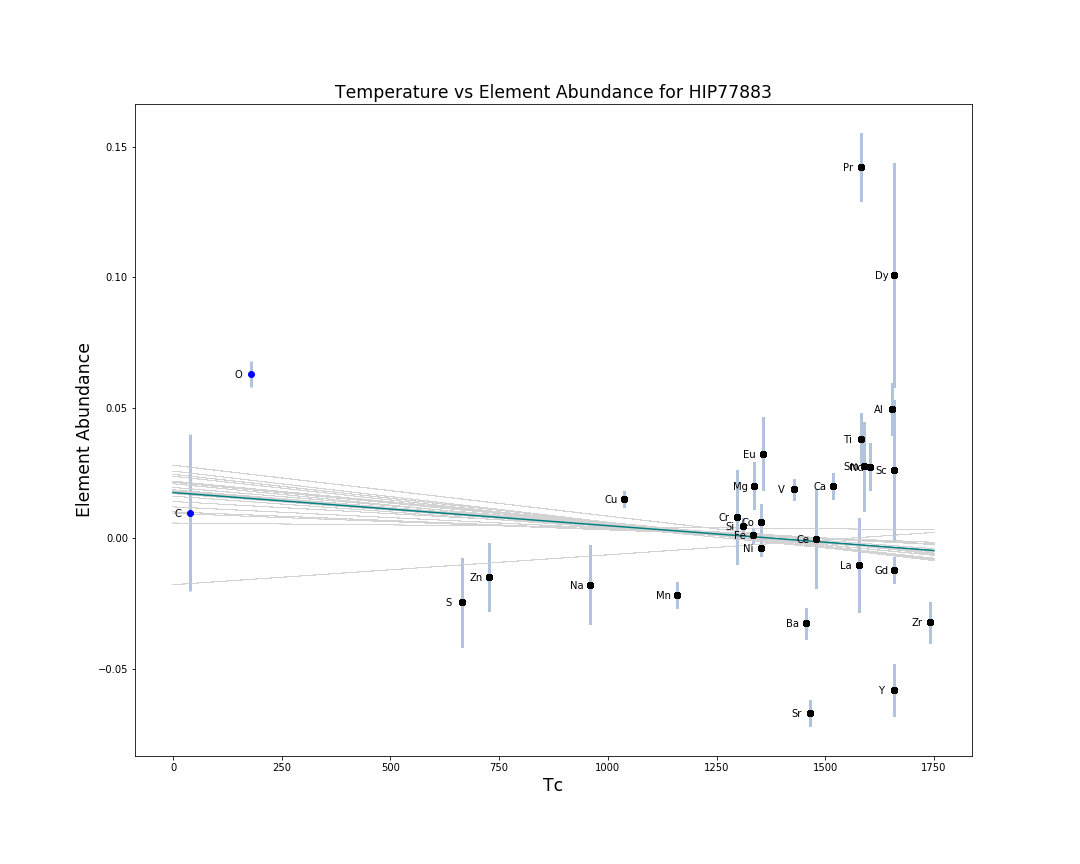 Temperature vs Element Abundance for HIP77883
Element Abundance
0.15
0.10
0.05
0.00
−0.05
Pr
Dy
O
Al
Ti
Sm
Nd
Sc
Eu
Mg
V
Ca
Cu
C
Cr
Si
Co
Fe
Ni
Ce
La
Gd
Zn
Na
S
Mn
Ba
Zr
Y
Sr
0 250 500 750 1000 1250 1500 1750
Tc